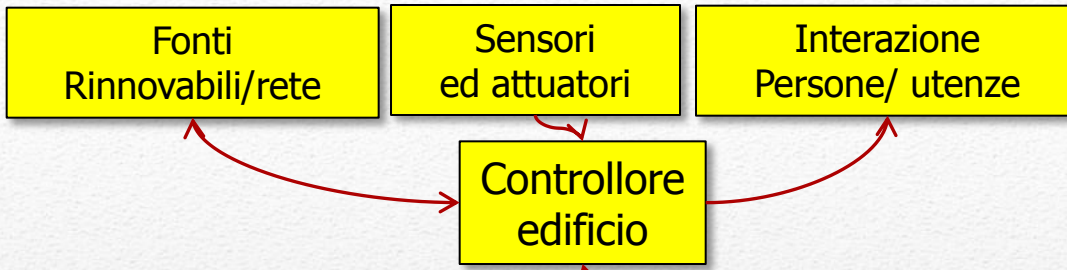 Fonti
Rinnovabili/rete
Sensori
ed attuatori
Interazione
Persone/ utenze
Controllore
edificio